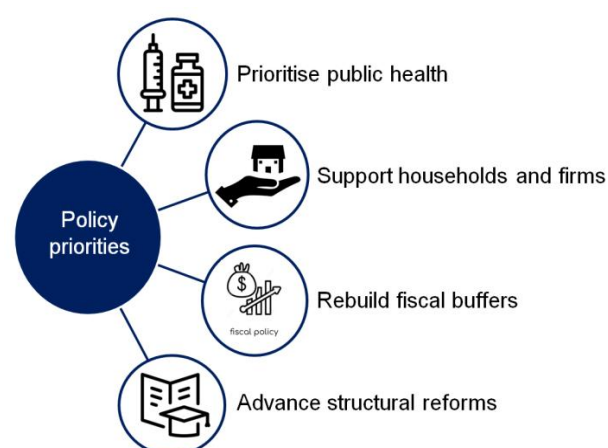 Prioritise public health
Support households and firms
Policy
priorities
$
Rebuild fiscal buffers
fiscal policy
Advance structural reforms